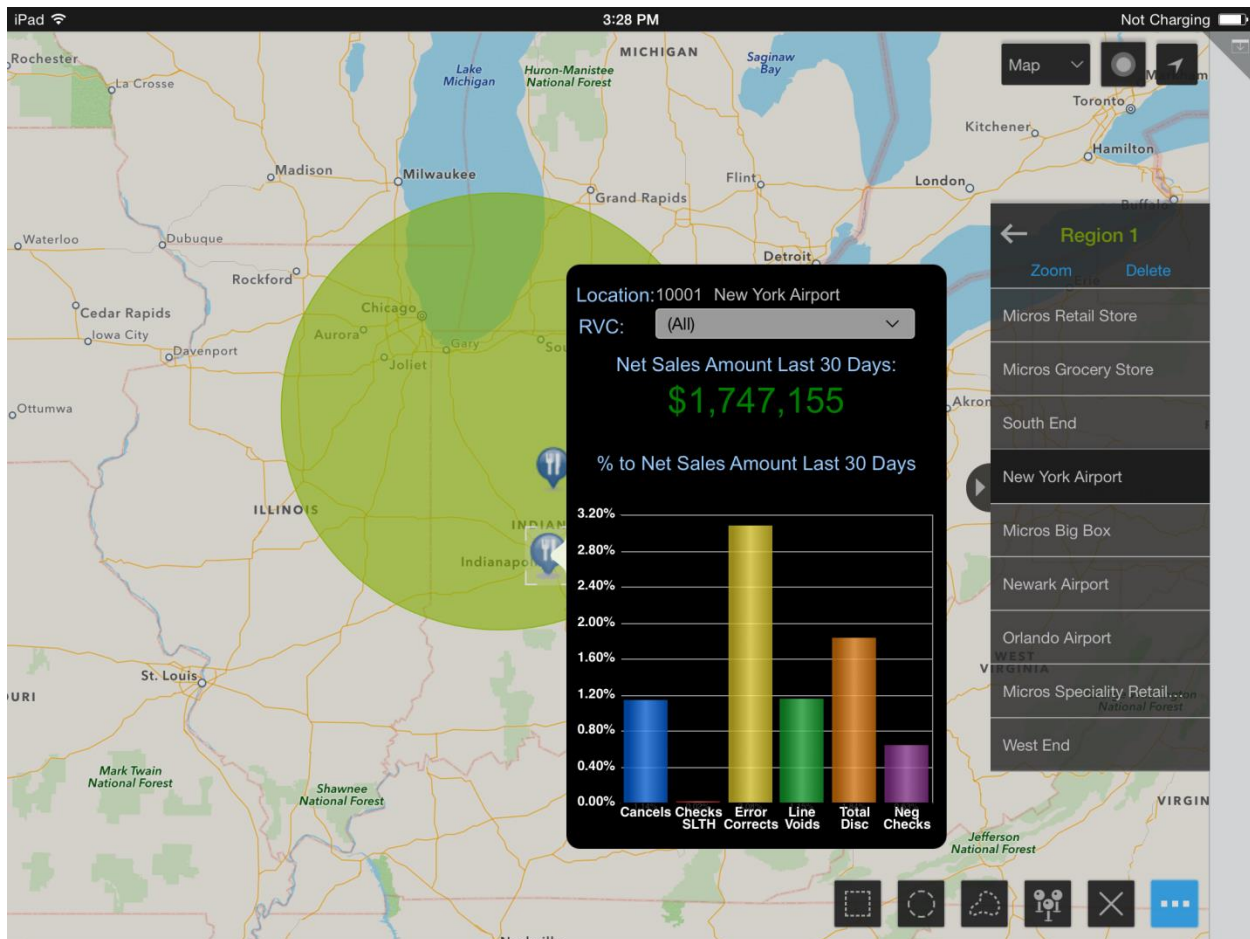 iPad
3:28 PM
Not Charging
Rochester
La Crosse
Lake
Michigan
Huron-Manistee
National Forest
MICHIGAN
Saginaw
Bay
Map
Toronto
Kitchener
Hamilton
Madison
Milwaukee
Grand Rapids
Flint
London
Buffalo
Waterloo
Dubuque
Rockford
Detroit
Cedar Rapids
Iowa City
Davenport
Chicago
Aurora
Joliet
Gary
Ottumwa
Akron
ILLINOIS
Indianapo
St. Louis
Mark Twain
National Forest
Shawnee
National Forest
Jefferson
National Forest
WEST
VIRGINIA
National Forest
VIRGIN
Location: 10001 New York Airport
RVC: (All)
Net Sales Amount Last 30 Days:
$1,747,155
% to Net Sales Amount Last 30 Days
3.20%
2.80%
2.40%
2.00%
1.60%
1.20%
0.80%
0.40%
0.00%
Cancels
Checks
SLTH
Error
Corrects
Line
Voids
Total
Disc
Neg
Checks
Region 1
Zoom
Delete
Erie
Micros Retail Store
Micros Grocery Store
South End
New York Airport
Micros Big Box
Newark Airport
Orlando Airport
Micros Speciality Retail...
West End